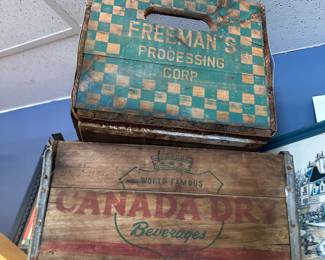 FREEMAN'S
PROCESSING
CORP.
WORLD FAMOUS
CANADA DRY
Beverages